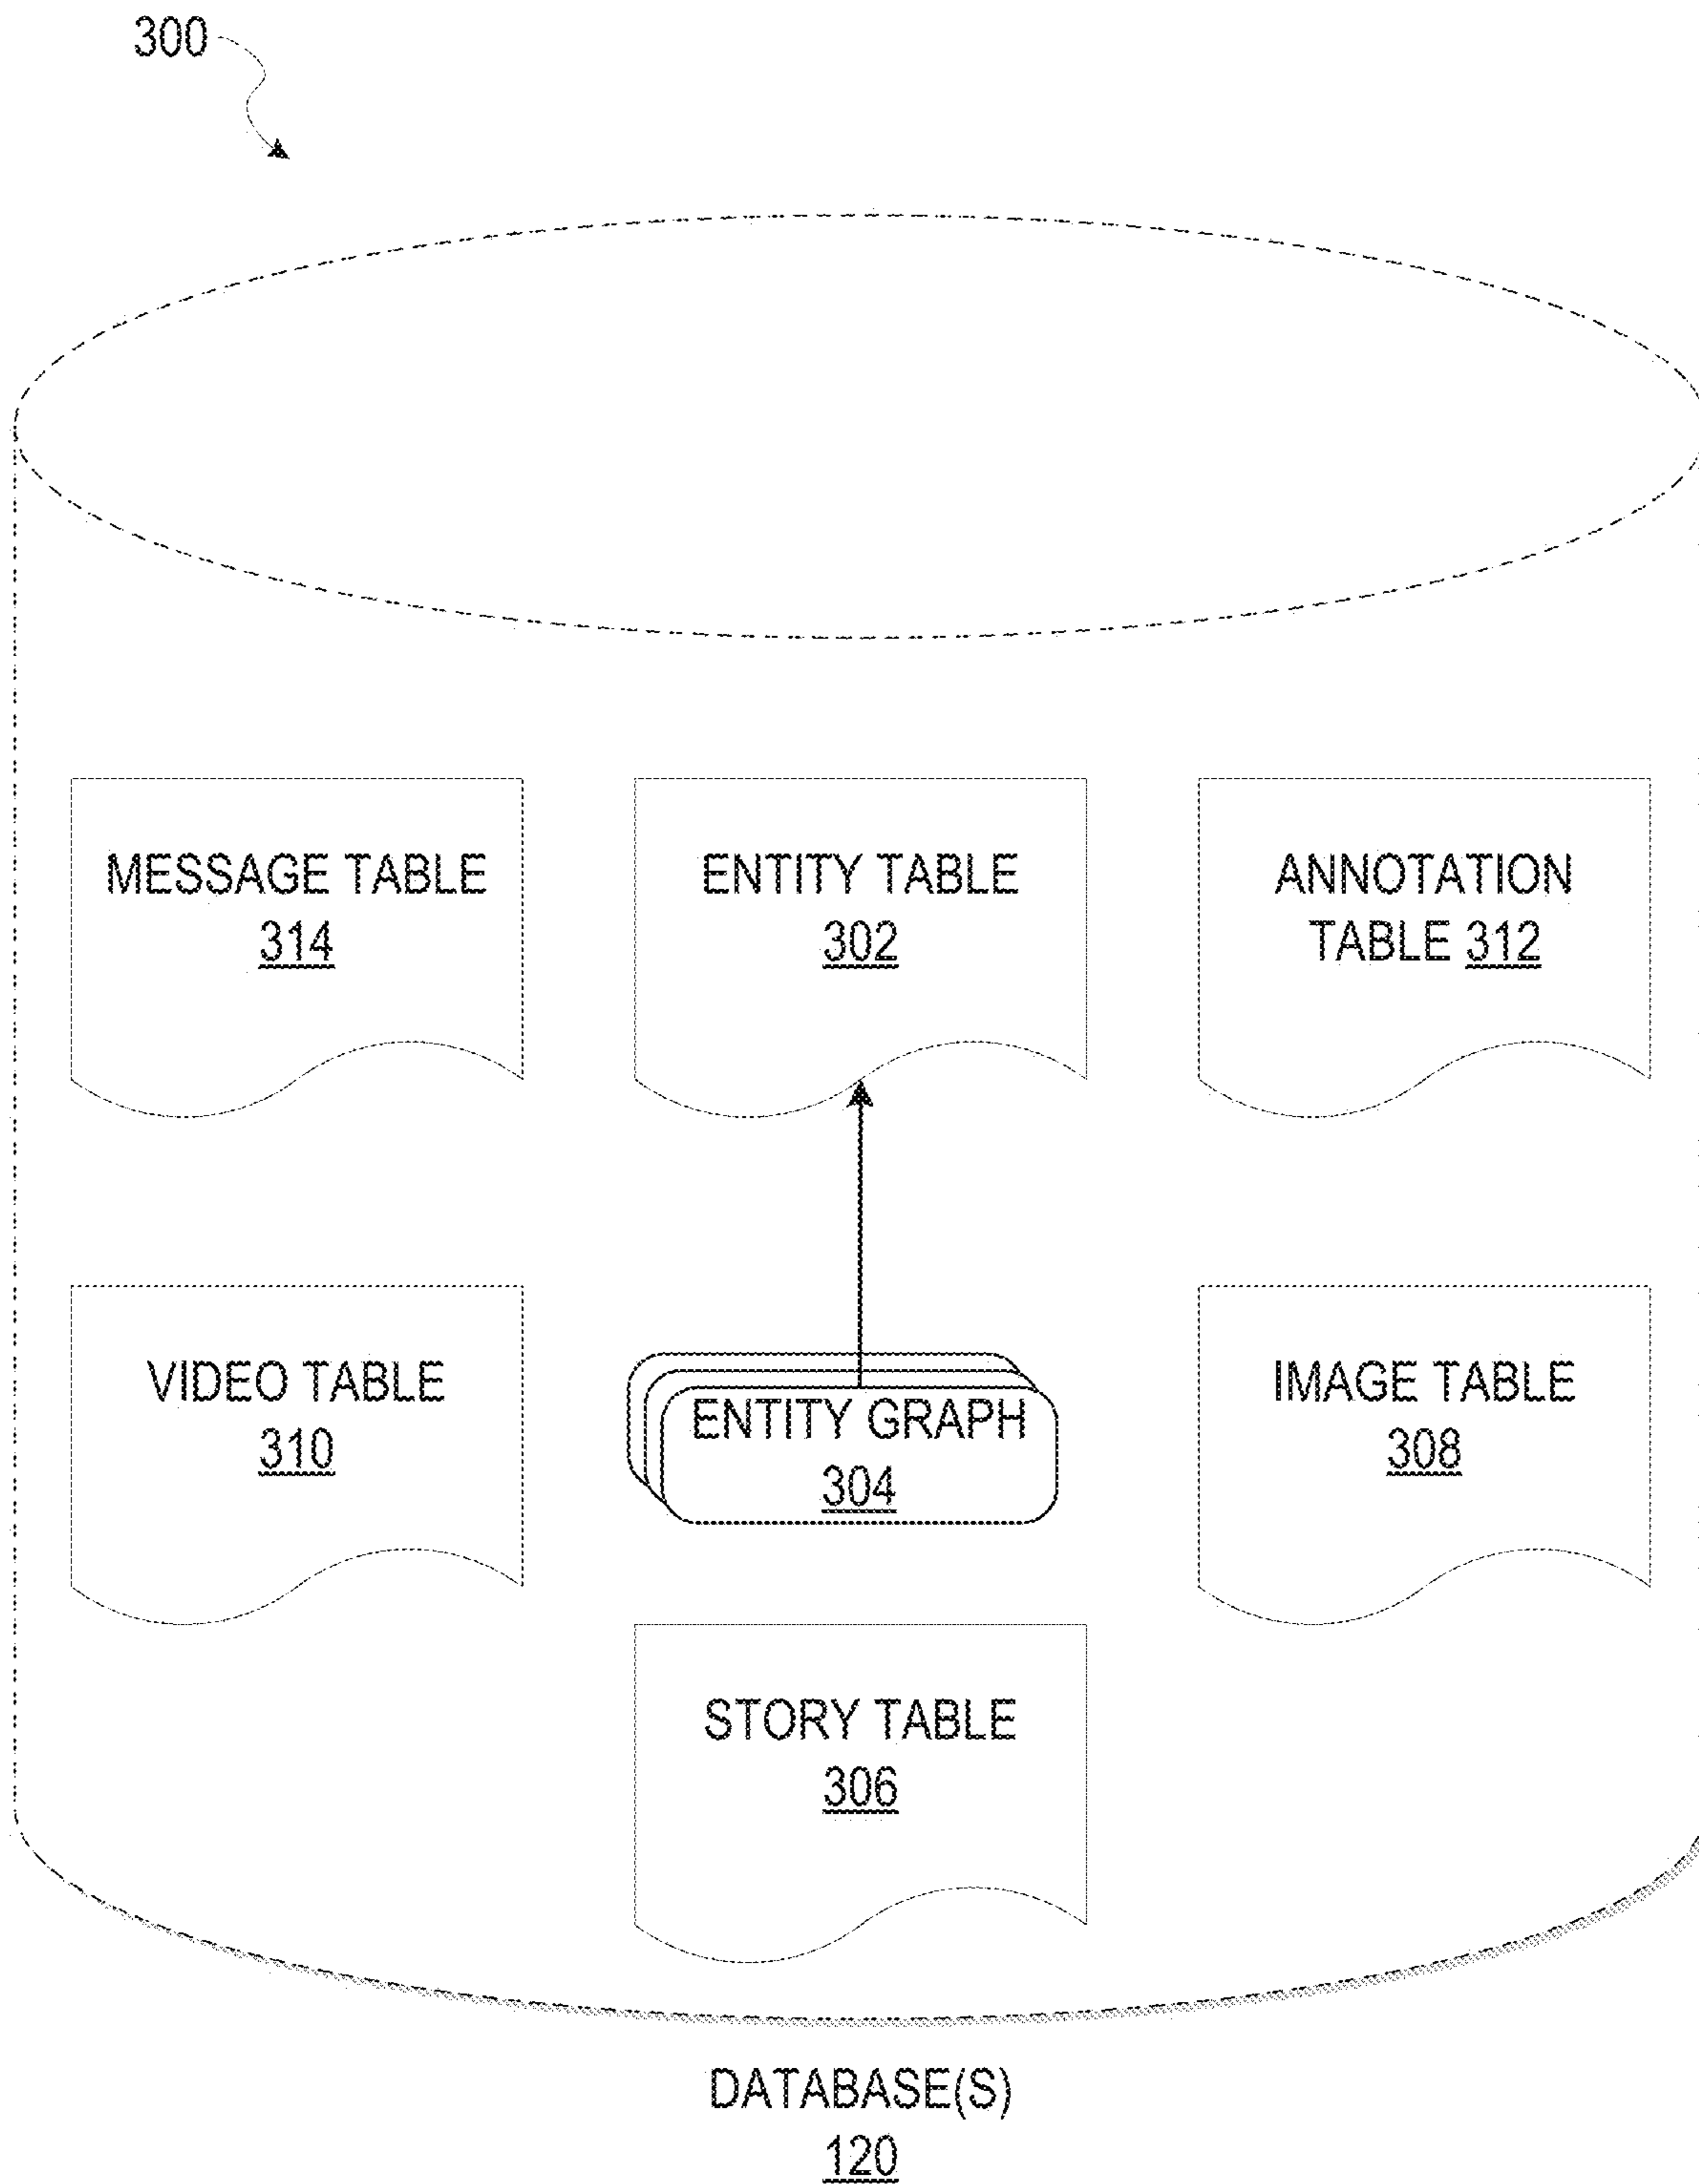 300
MESSAGE TABLE
314
ENTITY TABLE
302
ANNOTATION
TABLE 312
VIDEO TABLE
310
ENTITY GRAPH
304
IMAGE TABLE
308
STORY TABLE
306
DATABASE(S)
120